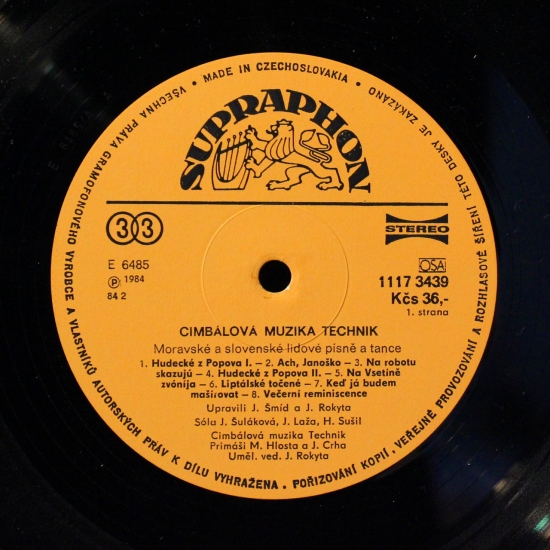 • MADE IN CZECHOSLOVAKIA •
VŠECHNA PRÁVA GRAMOFONOVÉHO VÝROBCE A VLASTNÍKŮ AUTORSKÝCH PRÁV K DÍLU VYHRAŽENA. • POŘIZOVÁNÍ KOPIÍ, VEŘEJNÉ PROVOZOVÁNÍ A ROZHLASOVÉ ŠÍŘENÍ TÉTO DESKY JE ZAKÁZÁNO
SUPRAPHON
33
STEREO
E 6485
OSA
Ⓟ 1984
1117 3439
84 2
Kčs 36,-
1. strana
CIMBÁLOVÁ MUZIKA TECHNIK
Moravské a slovenské lidové písně a tance
1. Hudecké z Popova I. – 2. Ach, Janoško – 3. Na robotu
skazujú – 4. Hudecké z Popova II. – 5. Na Vsetíně
zvónija – 6. Liptálské točené – 7. Keď já budem
maširovat – 8. Večerní reminiscence
Upravili J. Šmíd a J. Rokyta
Sóla J. Šuláková, J. Laža, H. Sušil
Cimbálová muzika Technik
Primáši M. Hlosta a J. Crha
Uměl. ved. J. Rokyta